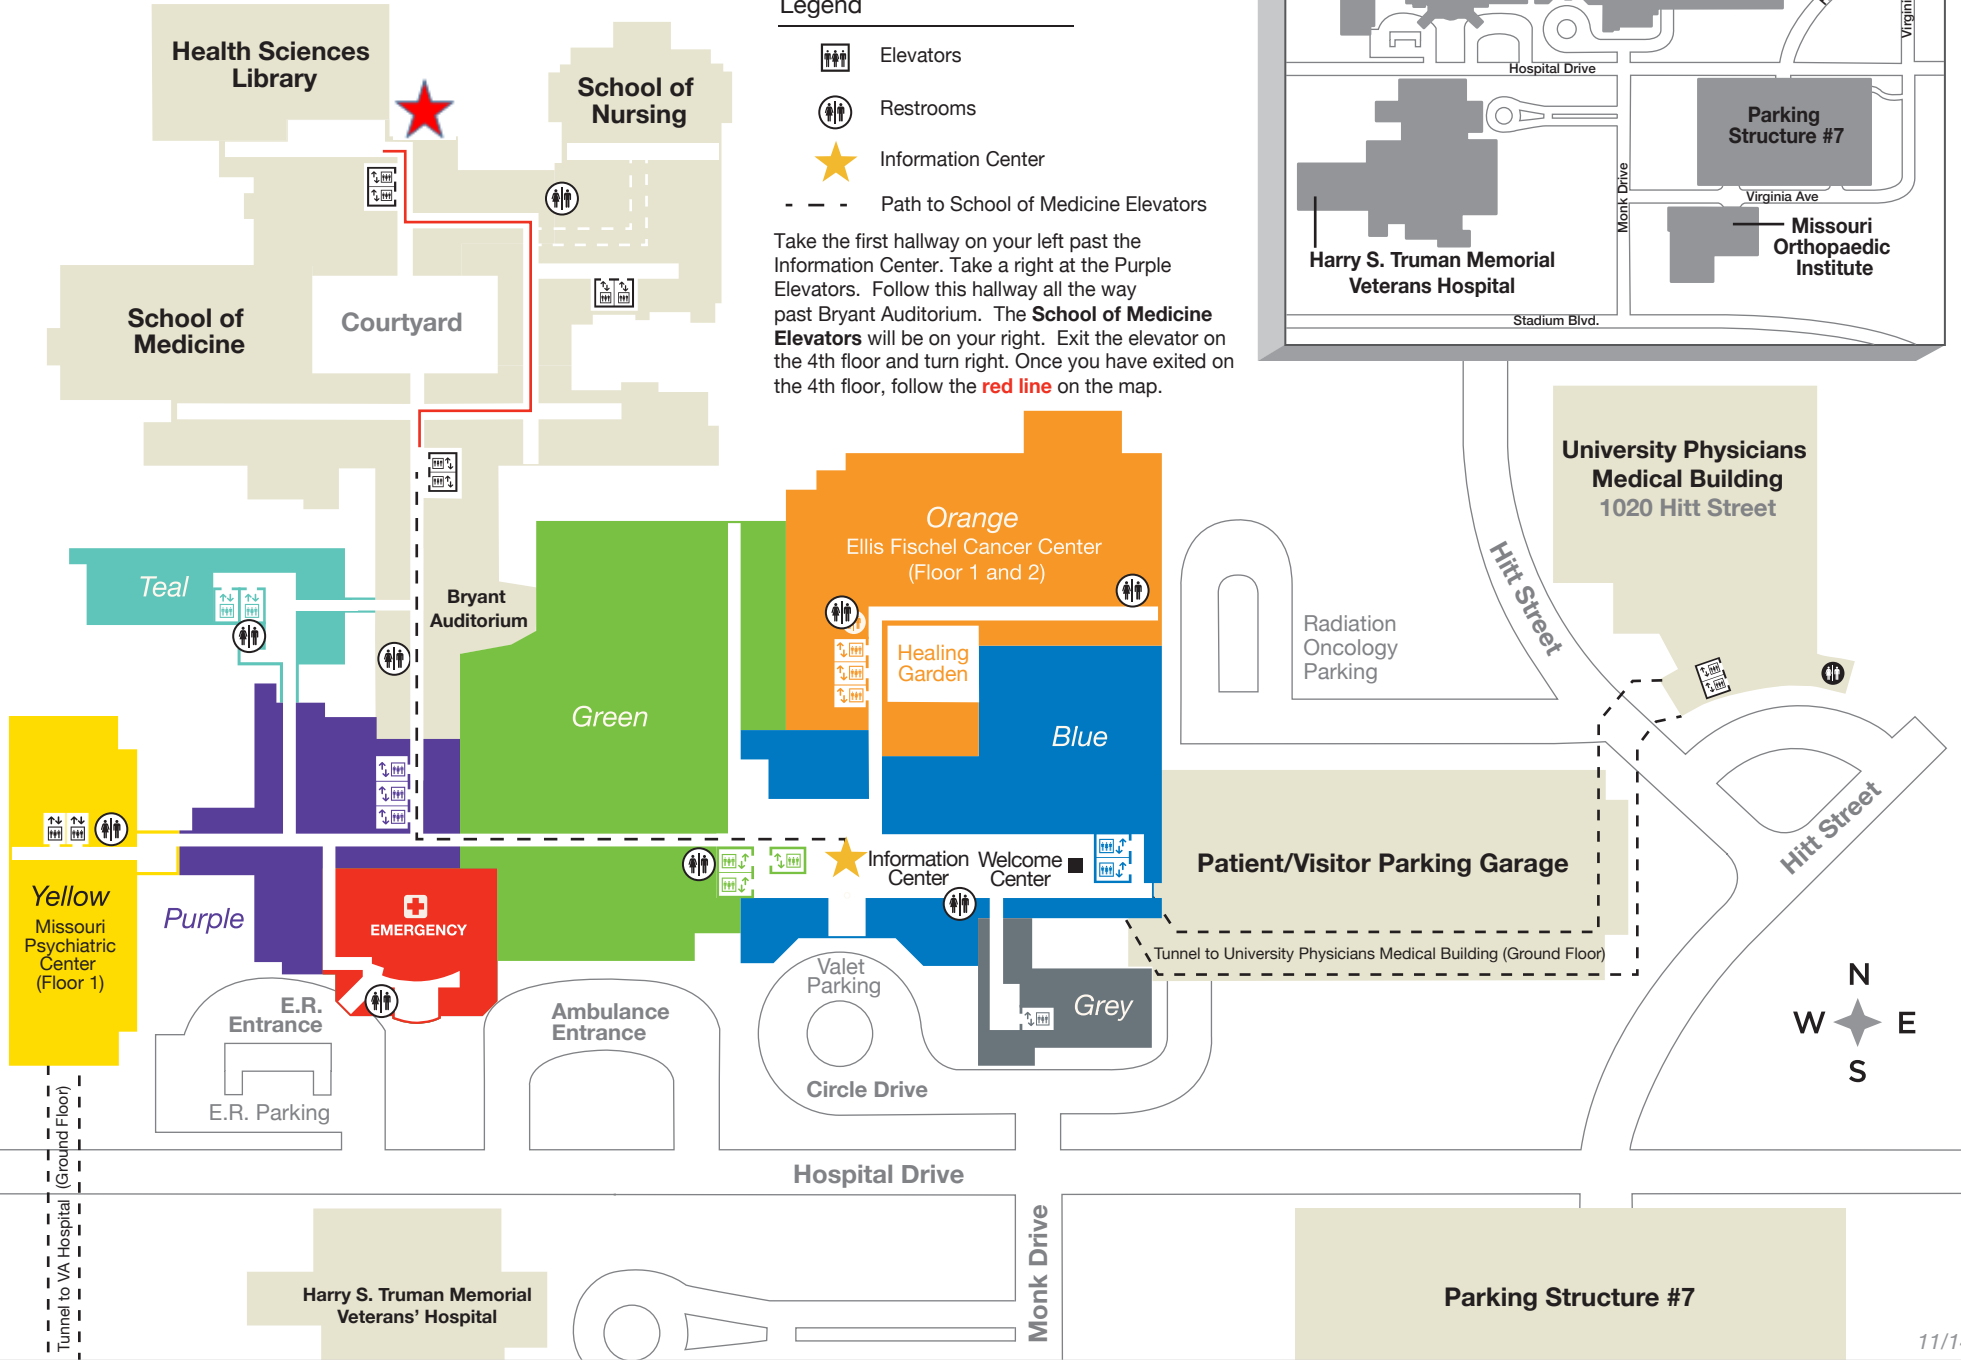 Legend
Elevators
Restrooms
Information Center
Path to School of Medicine Elevators
Take the first hallway on your left past the
Information Center. Take a right at the Purple
Elevators. Follow this hallway all the way
past Bryant Auditorium. The School of Medicine
Elevators will be on your right. Exit the elevator on
the 4th floor and turn right. Once you have exited on
the 4th floor, follow the red line on the map.
Health Sciences
Library
School of
Nursing
School of
Medicine
Courtyard
Hospital Drive
Parking
Structure #7
Monk Drive
Virginia Ave
Missouri
Orthopaedic
Institute
Harry S. Truman Memorial
Veterans Hospital
Stadium Blvd.
University Physicians
Medical Building
1020 Hitt Street
Hitt Street
Orange
Ellis Fischel Cancer Center
(Floor 1 and 2)
Healing
Garden
Radiation
Oncology
Parking
Teal
Bryant
Auditorium
Green
Blue
Hitt Street
Patient/Visitor Parking Garage
Information
Center
Welcome
Center
Yellow
Missouri
Psychiatric
Center
(Floor 1)
Purple
EMERGENCY
Tunnel to University Physicians Medical Building (Ground Floor)
Valet
Parking
Grey
E.R.
Entrance
Ambulance
Entrance
Circle Drive
E.R. Parking
N
W
E
S
Hospital Drive
Tunnel to VA Hospital (Ground Floor)
Monk Drive
Harry S. Truman Memorial
Veterans' Hospital
Parking Structure #7